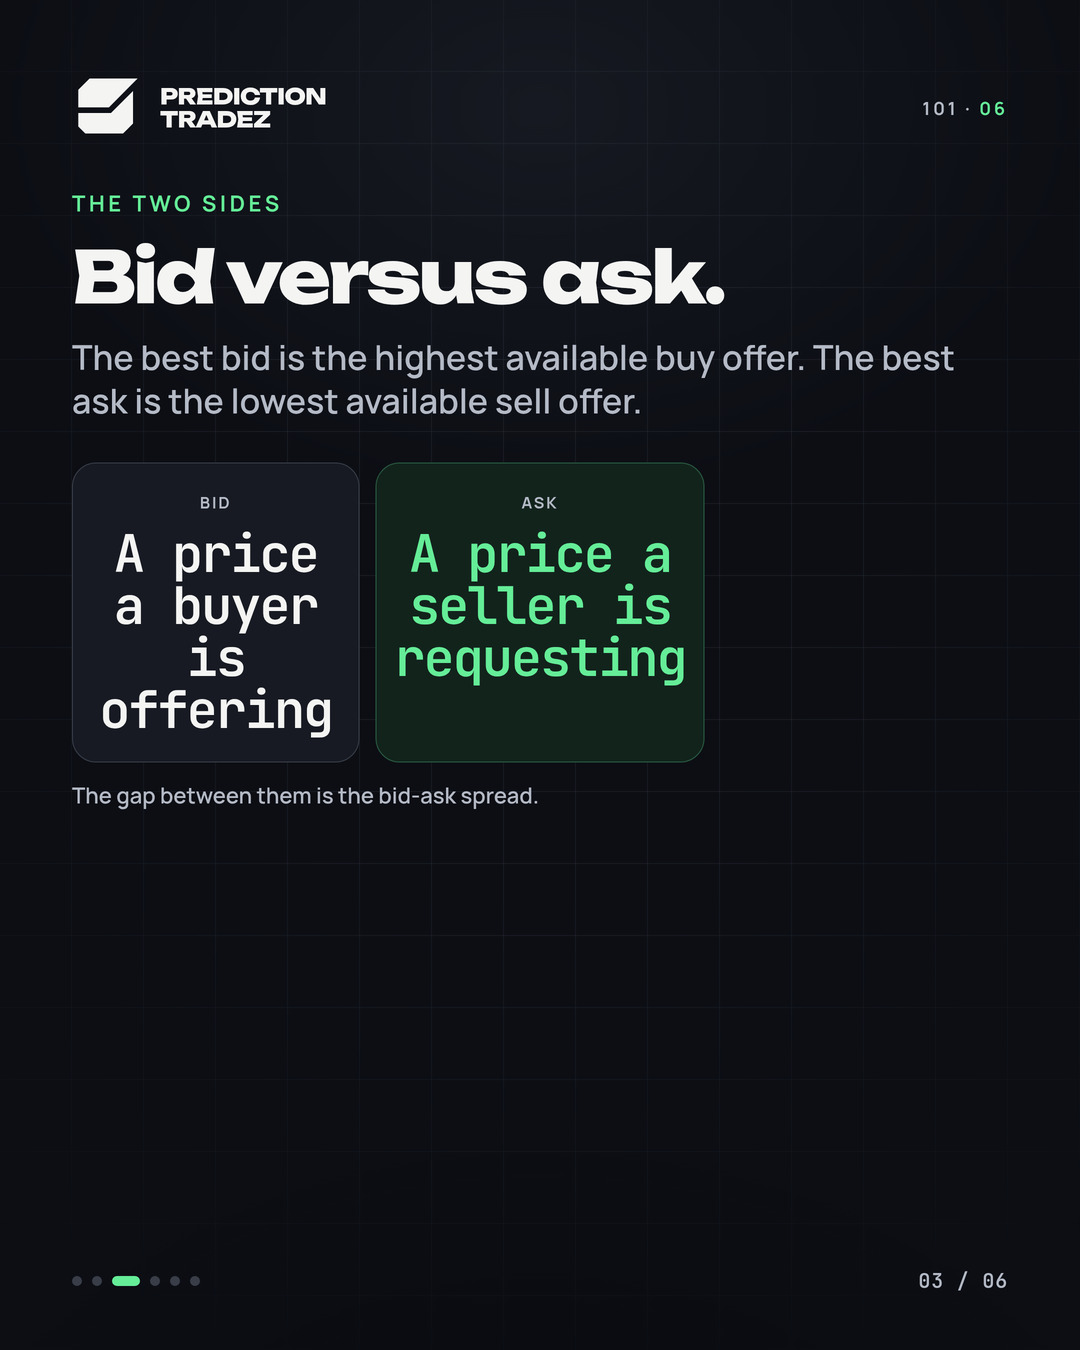 PREDICTION
TRADEZ
101 · 06
THE TWO SIDES
Bid versus ask.
The best bid is the highest available buy offer. The best
ask is the lowest available sell offer.
BID
A price
a buyer
is
offering
ASK
A price a
seller is
requesting
The gap between them is the bid-ask spread.
03 / 06